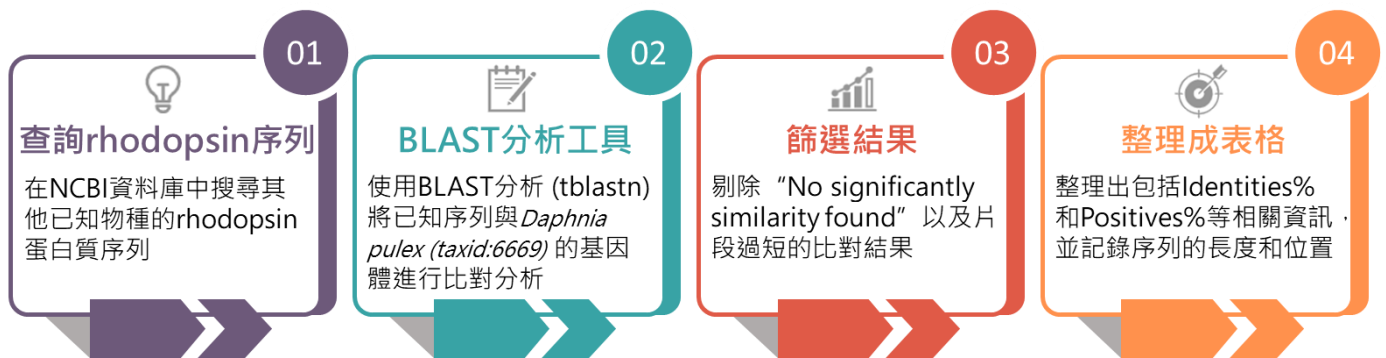 01
查詢rhodopsin序列
在NCBI資料庫中搜尋其
他已知物種的rhodopsin
蛋白質序列
02
BLAST分析工具
使用BLAST分析 (tblastn)
將已知序列與Daphnia
pulex (taxid:6669) 的基因
體進行比對分析
03
篩選結果
剔除“No significantly
similarity found”以及片
段過短的比對結果
04
整理成表格
整理出包括Identities%
和Positives%等相關資訊，
並記錄序列的長度和位置